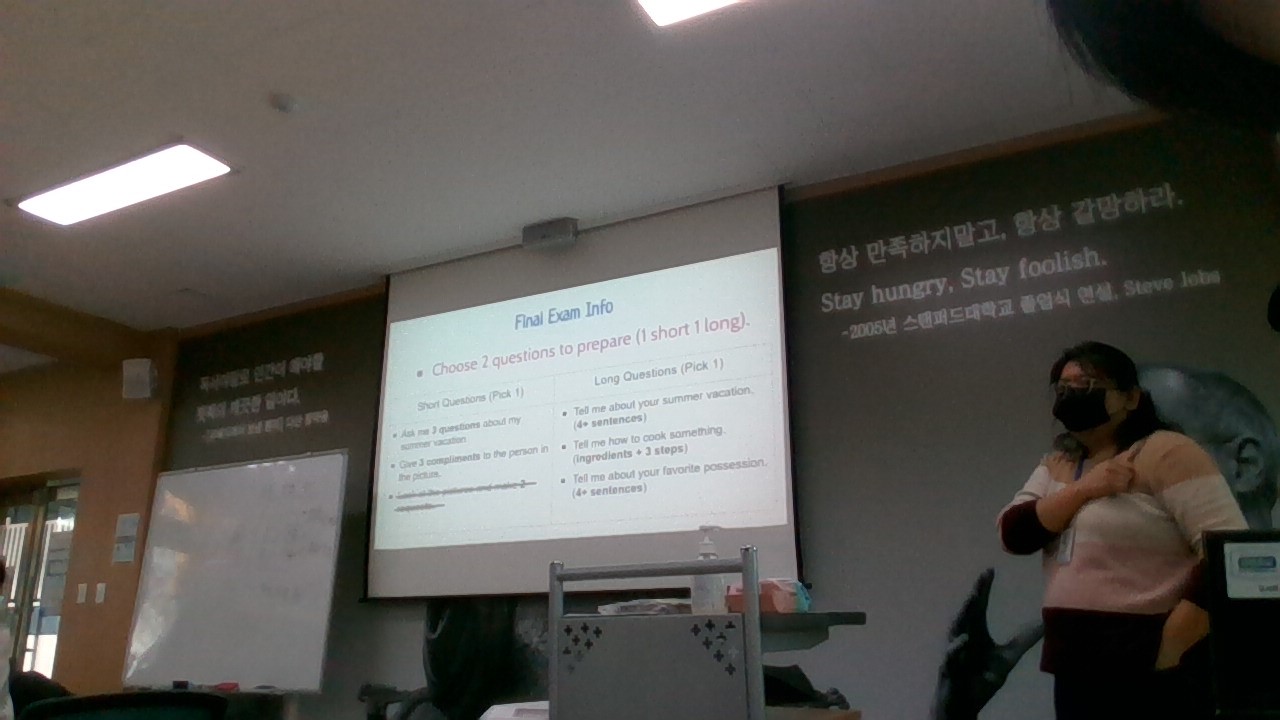 항상 만족하지말고, 항상 갈망하라.
Stay hungry, Stay foolish.
-2005년 스탠퍼드대학교 졸업식 연설, Steve Jobs
Final Exam Info
Choose 2 questions to prepare (1 short 1 long).
Short Questions (Pick 1)
Ask me 3 questions about my
summer vacation.
Give 3 compliments to the person in
the picture.
Look at the pictures and make 2
Long Questions (Pick 1)
Tell me about your summer vacation.
(4+ sentences)
Tell me how to cook something.
(ingredients + 3 steps)
Tell me about your favorite possession.
(4+ sentences)